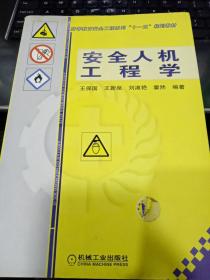 高等教育安全工程系列"十一五"规划教材
安全人机
工程学
王保国 王新泉 刘淑艳 霍然 编著
机械工业出版社
CHINA MACHINE PRESS